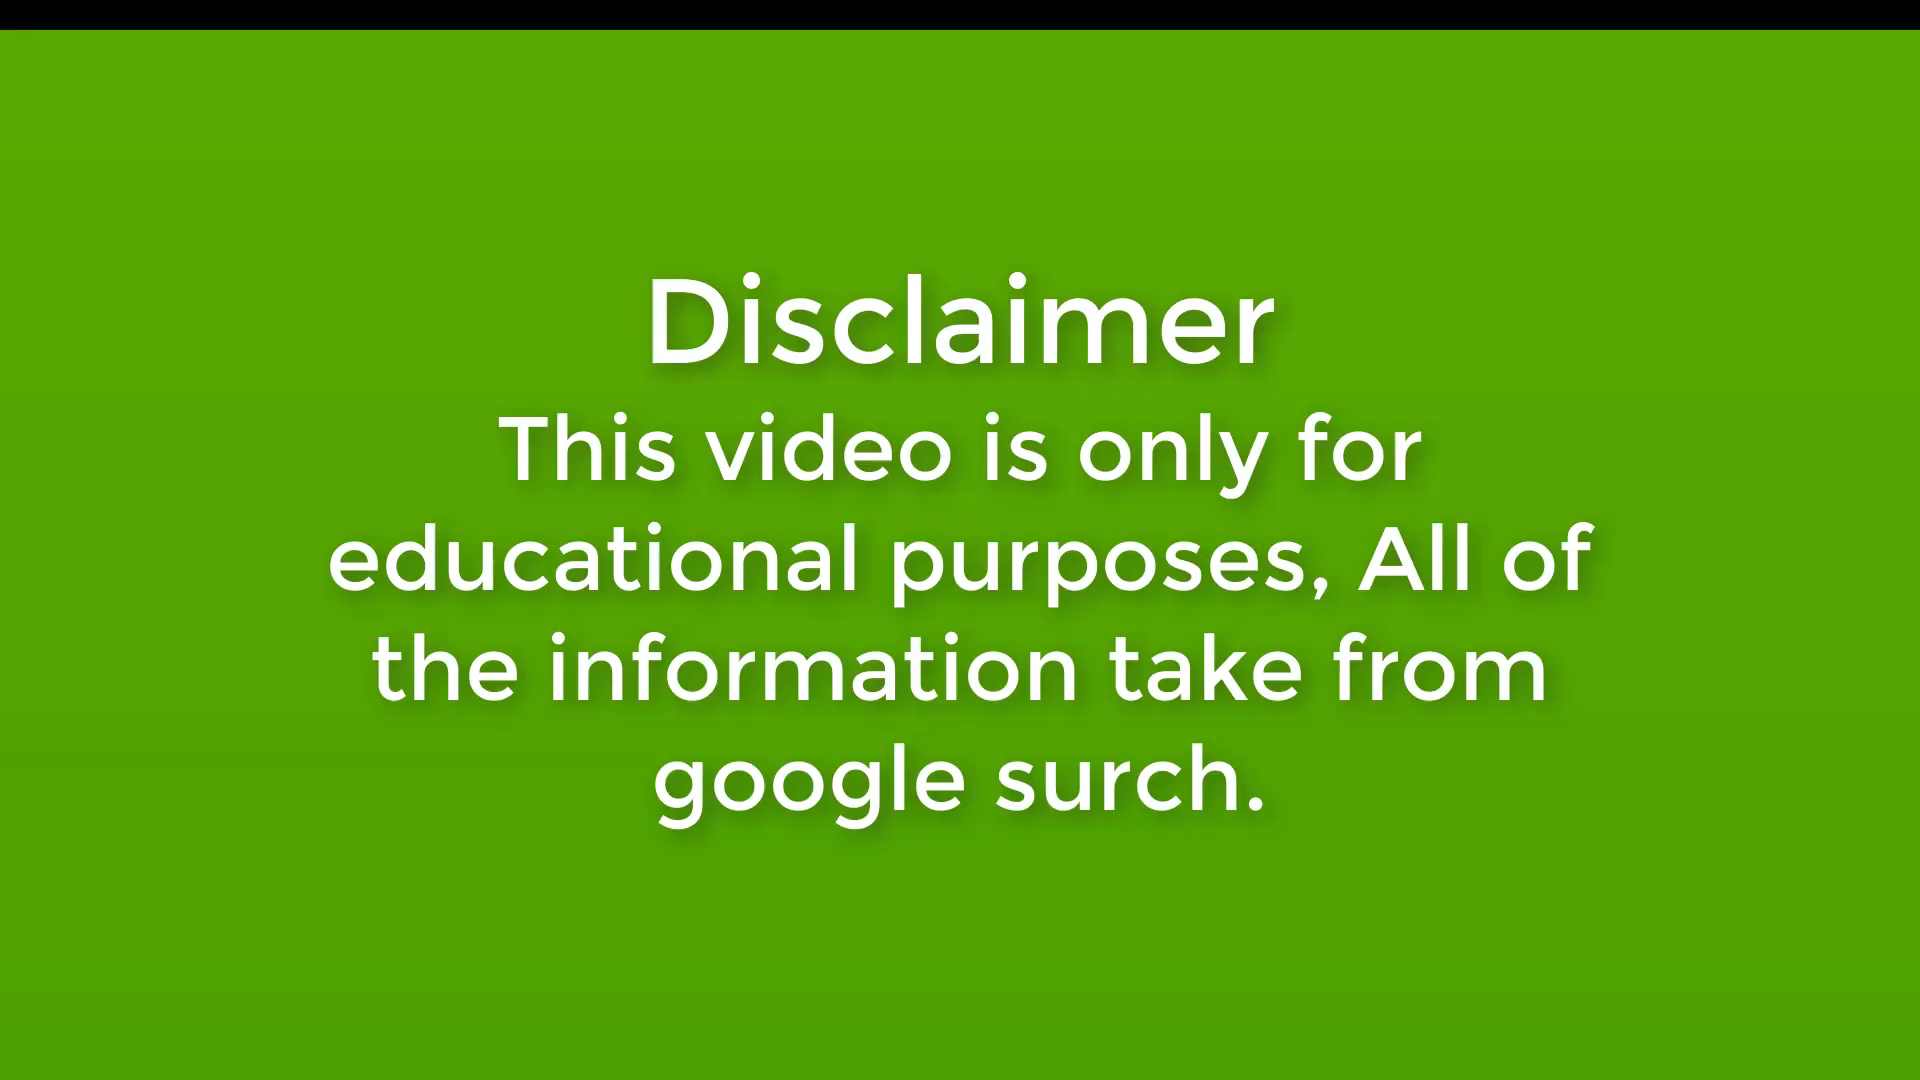 Disclaimer
This video is only for
educational purposes, All of
the information take from
google surch.